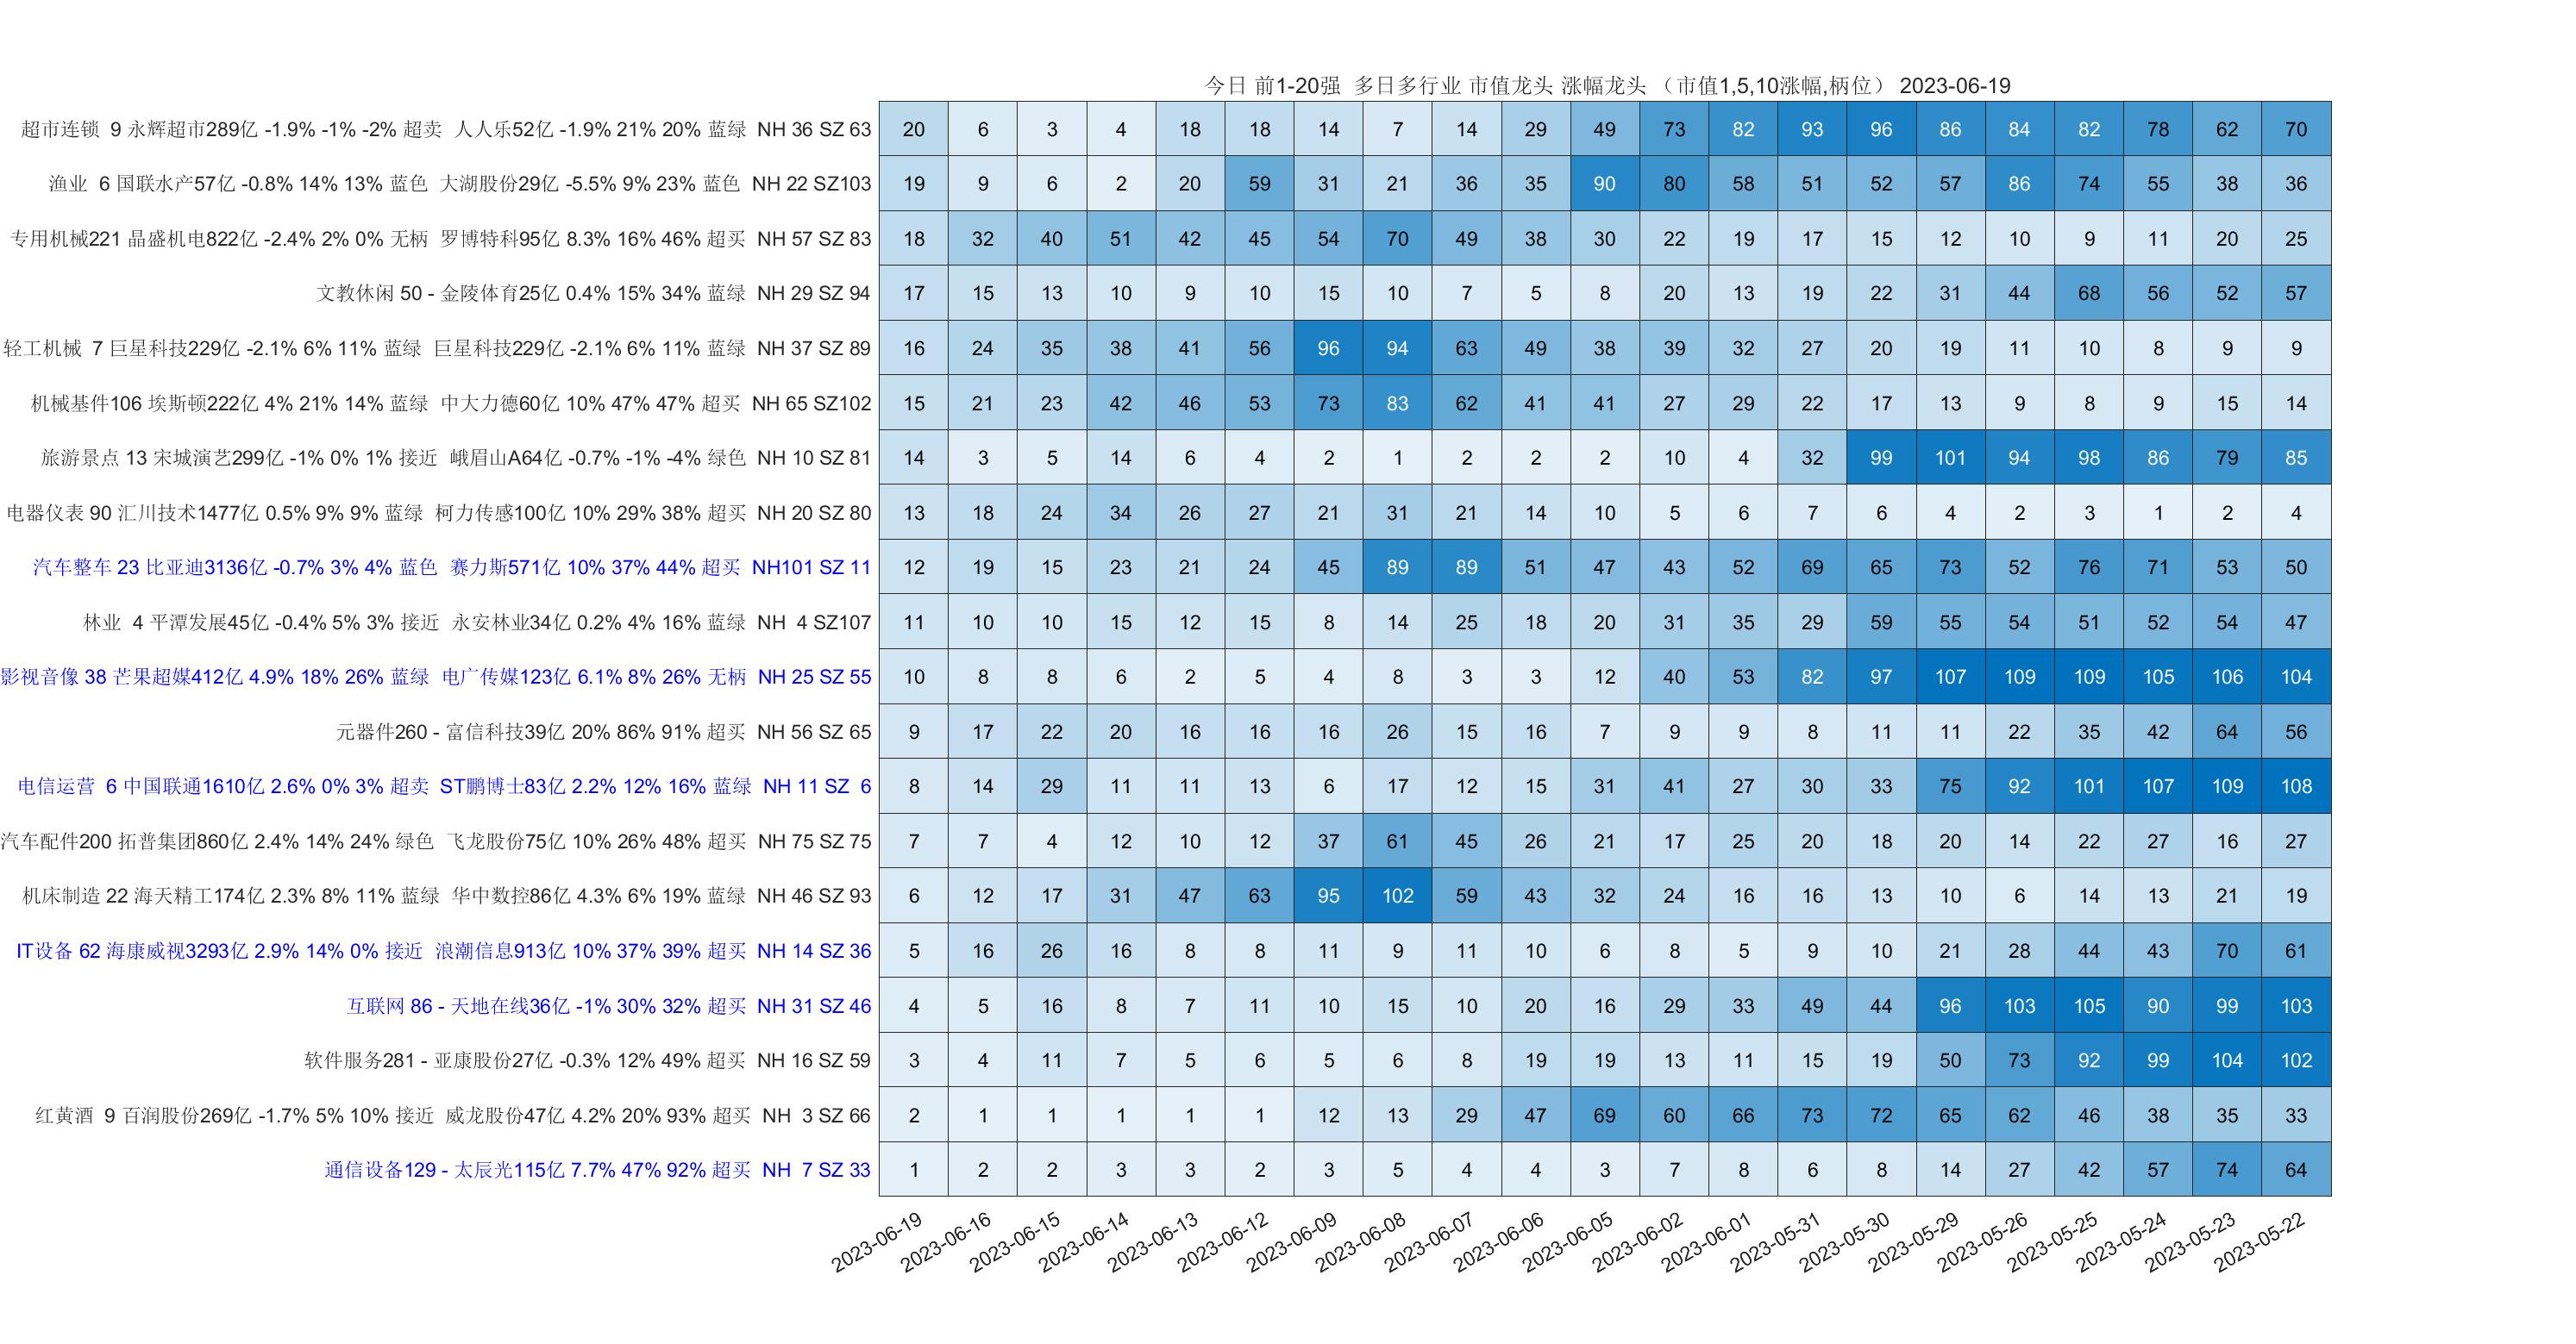 今日 前1-20强 多日多行业 市值龙头 涨幅龙头 （市值1,5,10涨幅,柄位） 2023-06-19
超市连锁 9 永辉超市289亿 -1.9% -1% -2% 超卖 人人乐52亿 -1.9% 21% 20% 蓝绿 NH 36 SZ 63 20 6 3 4 18 18 14 7 14 29 49 73 82 93 96 86 84 82 78 62 70
渔业 6 国联水产57亿 -0.8% 14% 13% 蓝色 大湖股份29亿 -5.5% 9% 23% 蓝色 NH 22 SZ103 19 9 6 2 20 59 31 21 36 35 90 80 58 51 52 57 86 74 55 38 36
专用机械221 晶盛机电822亿 -2.4% 2% 0% 无柄 罗博特科95亿 8.3% 16% 46% 超买 NH 57 SZ 83 18 32 40 51 42 45 54 70 49 38 30 22 19 17 15 12 10 9 11 20 25
文教休闲 50 - 金陵体育25亿 0.4% 15% 34% 蓝绿 NH 29 SZ 94 17 15 13 10 9 10 15 10 7 5 8 20 13 19 22 31 44 68 56 52 57
轻工机械 7 巨星科技229亿 -2.1% 6% 11% 蓝绿 巨星科技229亿 -2.1% 6% 11% 蓝绿 NH 37 SZ 89 16 24 35 38 41 56 96 94 63 49 38 39 32 27 20 19 11 10 8 9 9
机械基件106 埃斯顿222亿 4% 21% 14% 蓝绿 中大力德60亿 10% 47% 47% 超买 NH 65 SZ102 15 21 23 42 46 53 73 83 62 41 41 27 29 22 17 13 9 8 9 15 14
旅游景点 13 宋城演艺299亿 -1% 0% 1% 接近 峨眉山A64亿 -0.7% -1% -4% 绿色 NH 10 SZ 81 14 3 5 14 6 4 2 1 2 2 2 10 4 32 99 101 94 98 86 79 85
电器仪表 90 汇川技术1477亿 0.5% 9% 9% 蓝绿 柯力传感100亿 10% 29% 38% 超买 NH 20 SZ 80 13 18 24 34 26 27 21 31 21 14 10 5 6 7 6 4 2 3 1 2 4
汽车整车 23 比亚迪3136亿 -0.7% 3% 4% 蓝色 赛力斯571亿 10% 37% 44% 超买 NH101 SZ 11 12 19 15 23 21 24 45 89 89 51 47 43 52 69 65 73 52 76 71 53 50
林业 4 平潭发展45亿 -0.4% 5% 3% 接近 永安林业34亿 0.2% 4% 16% 蓝绿 NH 4 SZ107 11 10 10 15 12 15 8 14 25 18 20 31 35 29 59 55 54 51 52 54 47
影视音像 38 芒果超媒412亿 4.9% 18% 26% 蓝绿 电广传媒123亿 6.1% 8% 26% 无柄 NH 25 SZ 55 10 8 8 6 2 5 4 8 3 3 12 40 53 82 97 107 109 109 105 106 104
元器件260 - 富信科技39亿 20% 86% 91% 超买 NH 56 SZ 65 9 17 22 20 16 16 16 26 15 16 7 9 9 8 11 11 22 35 42 64 56
电信运营 6 中国联通1610亿 2.6% 0% 3% 超卖 ST鹏博士83亿 2.2% 12% 16% 蓝绿 NH 11 SZ 6 8 14 29 11 11 13 6 17 12 15 31 41 27 30 33 75 92 101 107 109 108
汽车配件200 拓普集团860亿 2.4% 14% 24% 绿色 飞龙股份75亿 10% 26% 48% 超买 NH 75 SZ 75 7 7 4 12 10 12 37 61 45 26 21 17 25 20 18 20 14 22 27 16 27
机床制造 22 海天精工174亿 2.3% 8% 11% 蓝绿 华中数控86亿 4.3% 6% 19% 蓝绿 NH 46 SZ 93 6 12 17 31 47 63 95 102 59 43 32 24 16 16 13 10 6 14 13 21 19
IT设备 62 海康威视3293亿 2.9% 14% 0% 接近 浪潮信息913亿 10% 37% 39% 超买 NH 14 SZ 36 5 16 26 16 8 8 11 9 11 10 6 8 5 9 10 21 28 44 43 70 61
互联网 86 - 天地在线36亿 -1% 30% 32% 超买 NH 31 SZ 46 4 5 16 8 7 11 10 15 10 20 16 29 33 49 44 96 103 105 90 99 103
软件服务281 - 亚康股份27亿 -0.3% 12% 49% 超买 NH 16 SZ 59 3 4 11 7 5 6 5 6 8 19 19 13 11 15 19 50 73 92 99 104 102
红黄酒 9 百润股份269亿 -1.7% 5% 10% 接近 威龙股份47亿 4.2% 20% 93% 超买 NH 3 SZ 66 2 1 1 1 1 1 12 13 29 47 69 60 66 73 72 65 62 46 38 35 33
通信设备129 - 太辰光115亿 7.7% 47% 92% 超买 NH 7 SZ 33 1 2 2 3 3 2 3 5 4 4 3 7 8 6 8 14 27 42 57 74 64
2023-06-19 2023-06-16 2023-06-15 2023-06-14 2023-06-13 2023-06-12 2023-06-09 2023-06-08 2023-06-07 2023-06-06 2023-06-05 2023-06-02 2023-06-01 2023-05-31 2023-05-30 2023-05-29 2023-05-26 2023-05-25 2023-05-24 2023-05-23 2023-05-22